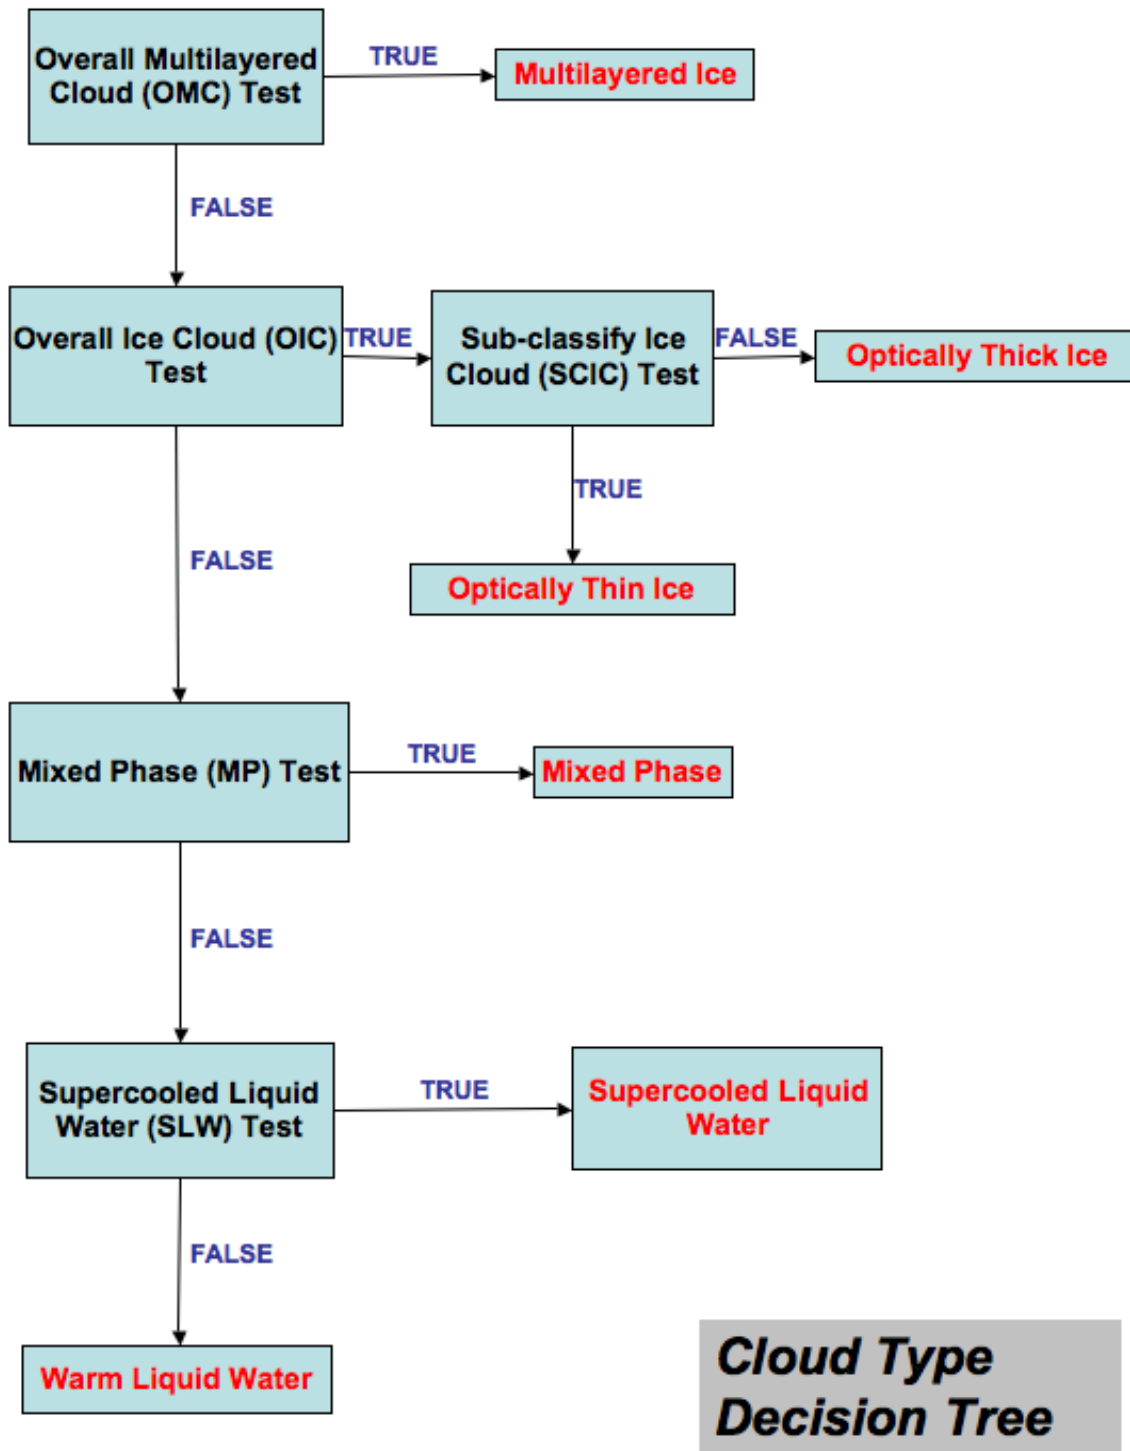 Overall Multilayered
Cloud (OMC) Test
TRUE
Multilayered Ice
FALSE
Overall Ice Cloud (OIC)
Test
TRUE
Sub-classify Ice
Cloud (SCIC) Test
FALSE
Optically Thick Ice
TRUE
FALSE
Optically Thin Ice
Mixed Phase (MP) Test
TRUE
Mixed Phase
FALSE
Supercooled Liquid
Water (SLW) Test
TRUE
Supercooled Liquid
Water
FALSE
Warm Liquid Water
Cloud Type
Decision Tree